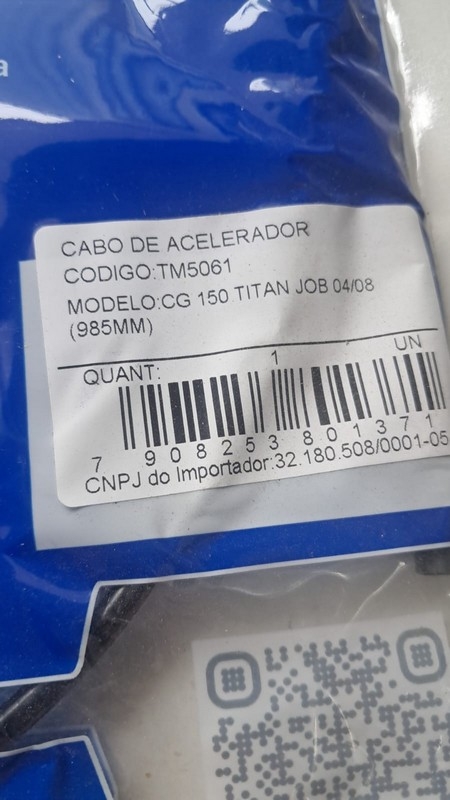 a
CABO DE ACELERADOR
CODIGO:TM5061
MODELO:CG 150 TITAN JOB 04/08
(985MM)
QUANT: 1 UN
7 908253 801371
CNPJ do Importador:32.180.508/0001-05